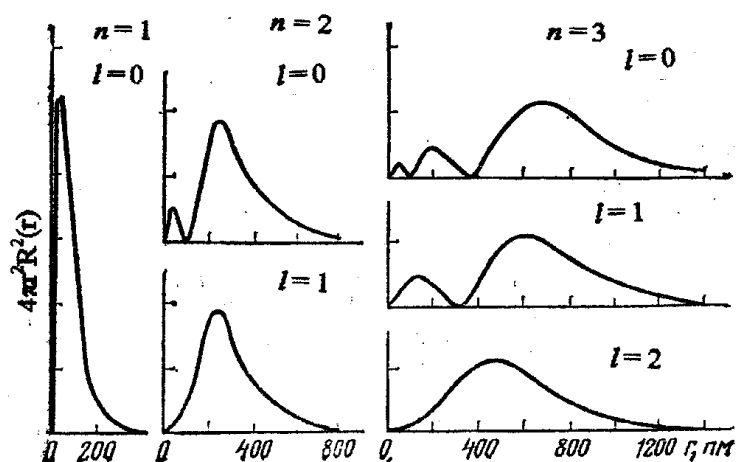 n=1
l=0
n=2
l=0
l=1
n=3
l=0
l=1
l=2
4πr²R²(r)
0 200
0 400 800
0 400 800 1200 r, пм